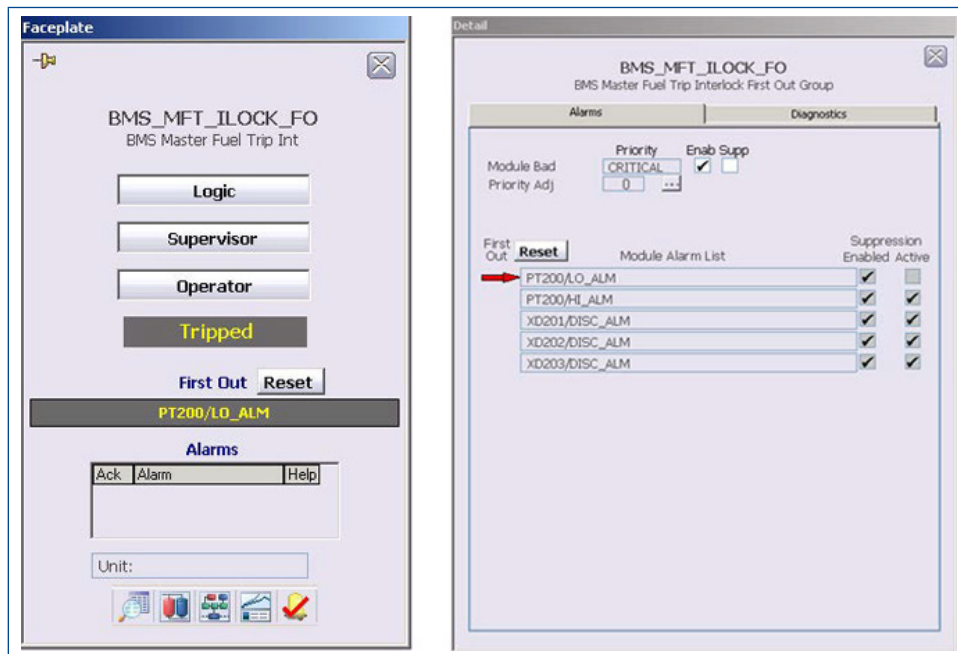 Faceplate
BMS_MFT_ILOCK_FO
BMS Master Fuel Trip Int
Logic
Supervisor
Operator
Tripped
First Out Reset
PT200/LO_ALM
Alarms
Ack Alarm Help
Unit:
Detail
BMS_MFT_ILOCK_FO
BMS Master Fuel Trip Interlock First Out Group
Alarms Diagnostics
Priority Enab Supp
Module Bad CRITICAL
Priority Adj 0 ...
First Out Reset Module Alarm List Suppression
Enabled Active
PT200/LO_ALM
PT200/HI_ALM
XD201/DISC_ALM
XD202/DISC_ALM
XD203/DISC_ALM